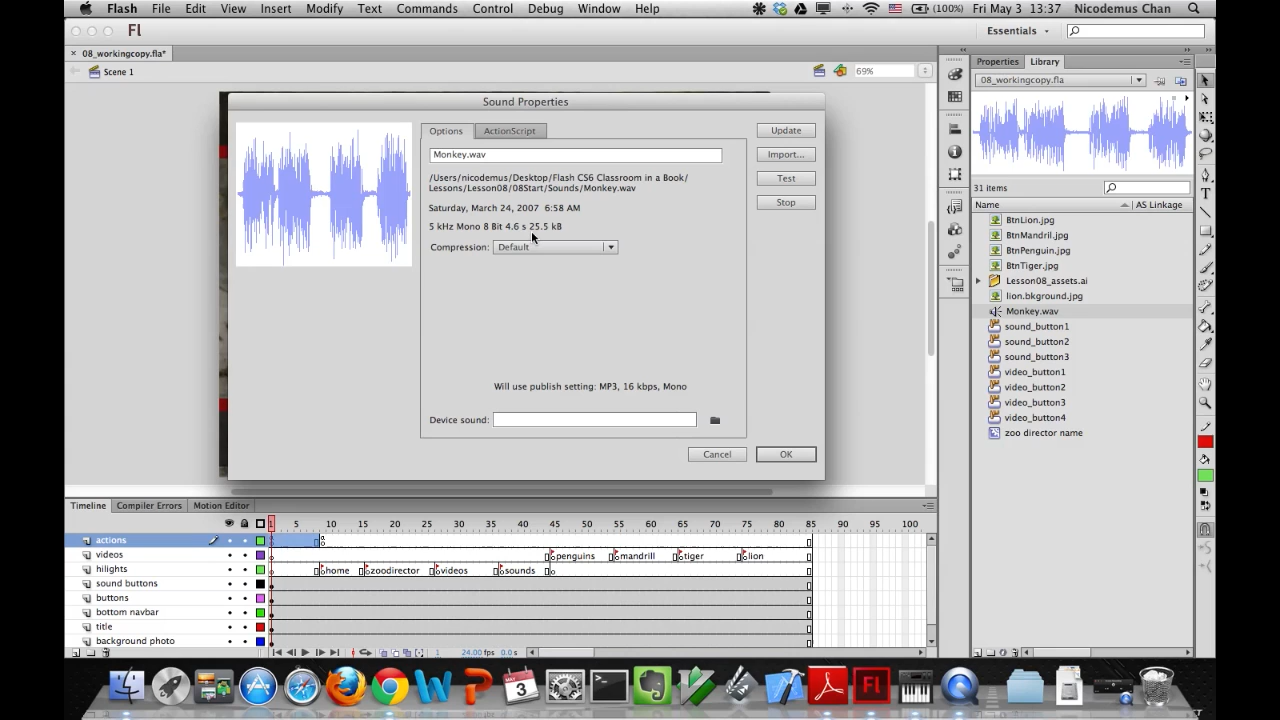 Flash File Edit View Insert Modify Text Commands Control Debug Window Help (100%) Fri May 3 13:37 Nicodemus Chan
Fl Essentials
× 08_workingcopy.fla*
Scene 1 69%
Properties Library
08_workingcopy.fla
31 items
Name AS Linkage
BtnLion.jpg
BtnMandril.jpg
BtnPenguin.jpg
BtnTiger.jpg
Lesson08_assets.ai
lion.bkground.jpg
Monkey.wav
sound_button1
sound_button2
sound_button3
video_button1
video_button2
video_button3
video_button4
zoo director name
Sound Properties
Options ActionScript
Monkey.wav
/Users/nicodemus/Desktop/Flash CS6 Classroom in a Book/
Lessons/Lesson08/08Start/Sounds/Monkey.wav
Saturday, March 24, 2007 6:58 AM
5 kHz Mono 8 Bit 4.6 s 25.5 kB
Compression: Default
Will use publish setting: MP3, 16 kbps, Mono
Device sound:
Update
Import...
Test
Stop
Cancel OK
Timeline Compiler Errors Motion Editor
1 5 10 15 20 25 30 35 40 45 50 55 60 65 70 75 80 85 90 95 100
actions
videos penguins mandrill tiger lion
hilights home zoodirector videos sounds
sound buttons
buttons
bottom navbar
title
background photo
1 24.00 fps 0.0 s
MAY 3 Fl